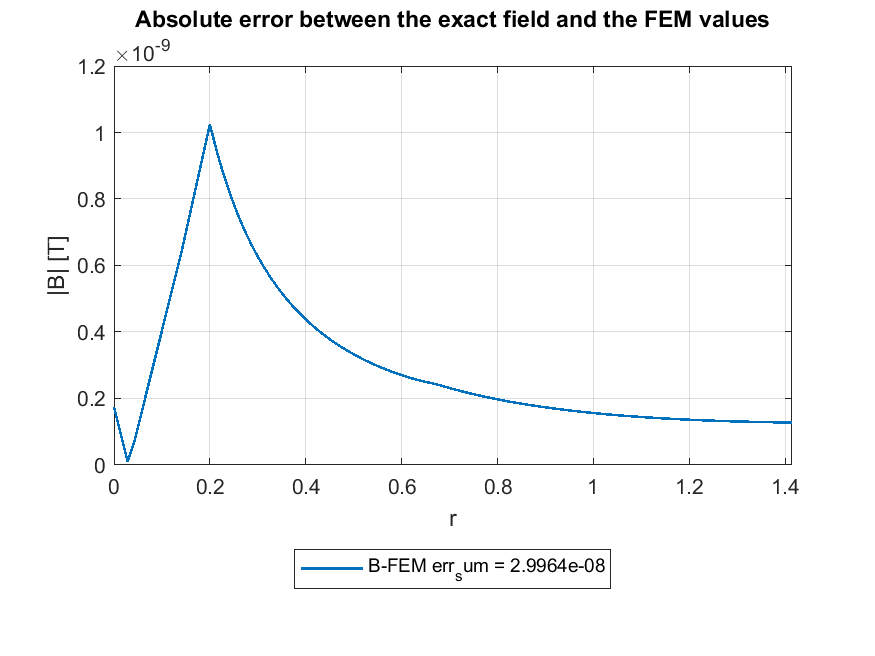 Absolute error between the exact field and the FEM values
×10-9
1.2
1
0.8
0.6
0.4
0.2
0
|B| [T]
0 0.2 0.4 0.6 0.8 1 1.2 1.4
r
B-FEM errsum = 2.9964e-08